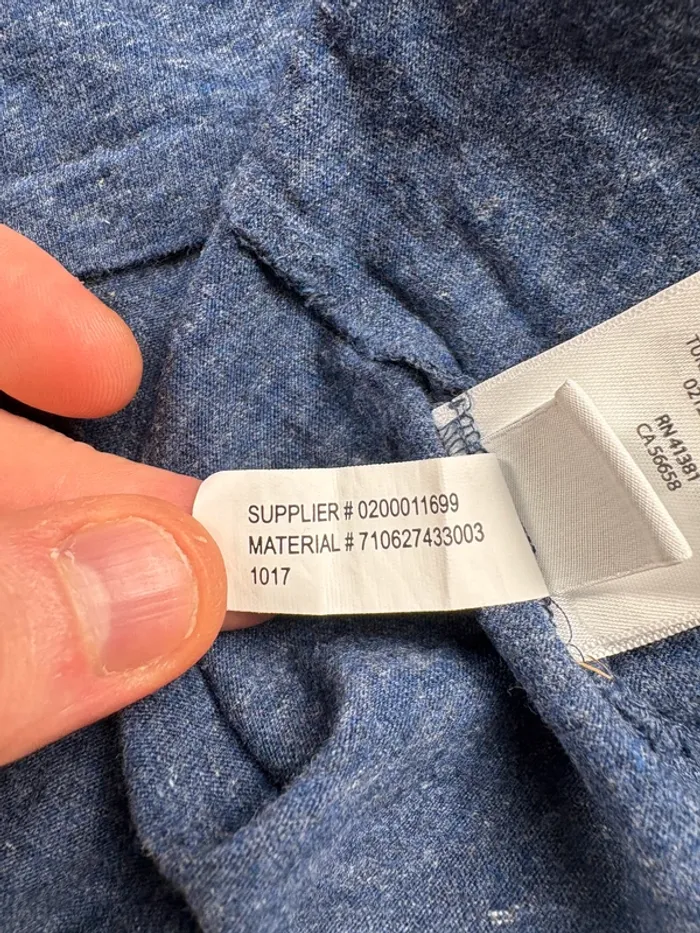 SUPPLIER # 0200011699
MATERIAL # 710627433003
1017
RN 41381
CA 56658